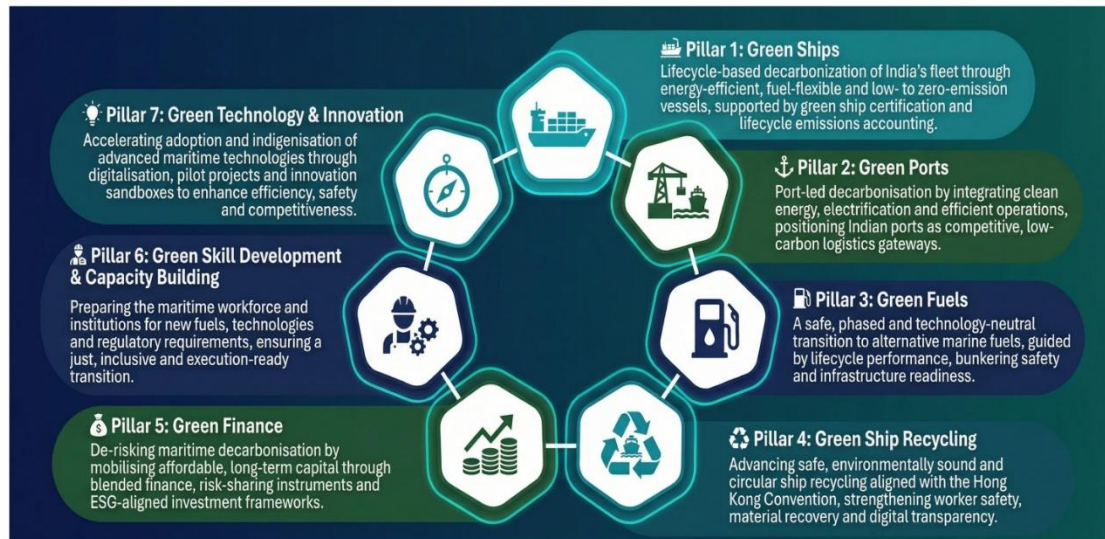 Pillar 1: Green Ships
Lifecycle-based decarbonization of India's fleet through
energy-efficient, fuel-flexible and low- to zero-emission
vessels, supported by green ship certification and
lifecycle emissions accounting.
Pillar 2: Green Ports
Port-led decarbonisation by integrating clean
energy, electrification and efficient operations,
positioning Indian ports as competitive, low-
carbon logistics gateways.
Pillar 3: Green Fuels
A safe, phased and technology-neutral
transition to alternative marine fuels, guided
by lifecycle performance, bunkering safety
and infrastructure readiness.
Pillar 4: Green Ship Recycling
Advancing safe, environmentally sound and
circular ship recycling aligned with the Hong
Kong Convention, strengthening worker safety,
material recovery and digital transparency.
$ Pillar 5: Green Finance
De-risking maritime decarbonisation by
mobilising affordable, long-term capital through
blended finance, risk-sharing instruments and
ESG-aligned investment frameworks.
Pillar 6: Green Skill Development
& Capacity Building
Preparing the maritime workforce and
institutions for new fuels, technologies
and regulatory requirements, ensuring a
just, inclusive and execution-ready
transition.
Pillar 7: Green Technology & Innovation
Accelerating adoption and indigenisation of
advanced maritime technologies through
digitalisation, pilot projects and innovation
sandboxes to enhance efficiency, safety
and competitiveness.